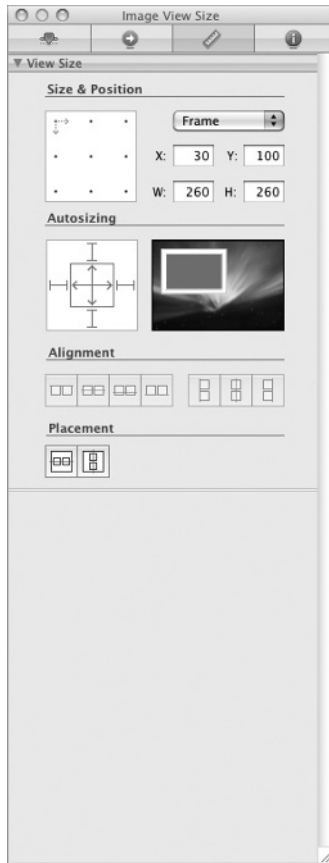 Image View Size
View Size
Size & Position
Frame
X: 30 Y: 100
W: 260 H: 260
Autosizing
Alignment
Placement